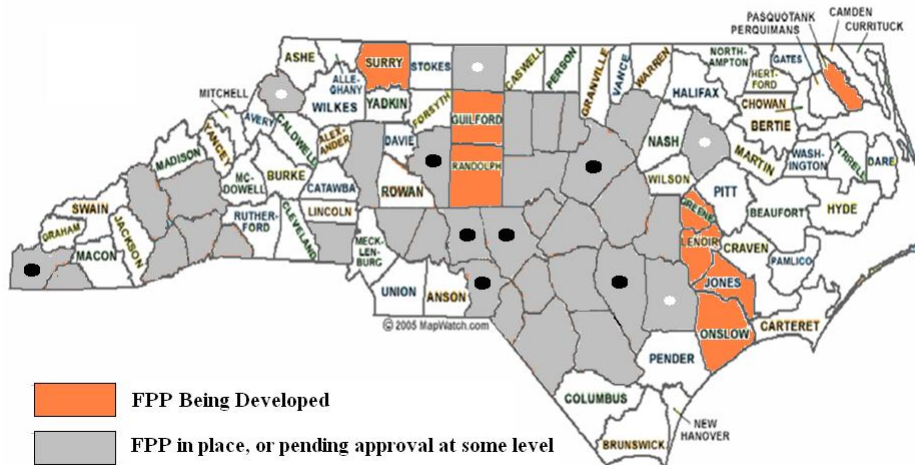 CAMDEN
PASQUOTANK
PERQUIMANS
CURRITUCK
ASHE
SURRY
STOKES
CASWELL
PERSON
GRANVILLE
VANCE
WARREN
NORTH-
AMPTON
GATES
HERT-
FORD
ALLE-
GHANY
HALIFAX
MITCHELL
WILKES
YADKIN
FORSYTH
GUILFORD
CHOWAN
BERTIE
AVERY
YANCEY
CALDWELL
ALEX-
ANDER
DAVIE
NASH
MARTIN
WASH-
INGTON
TYRRELL
DARE
MADISON
MC-
DOWELL
BURKE
CATAWBA
ROWAN
RANDOLPH
WILSON
PITT
SWAIN
GRAHAM
MACON
JACKSON
RUTHER-
FORD
CLEVELAND
LINCOLN
MECK-
LEN-
BURG
GREENE
BEAUFORT
HYDE
LENOIR
CRAVEN
PAMLICO
UNION
ANSON
JONES
© 2005 MapWatch.com
ONSLOW
CARTERET
PENDER
COLUMBUS
NEW
HANOVER
BRUNSWICK
FPP Being Developed
FPP in place, or pending approval at some level